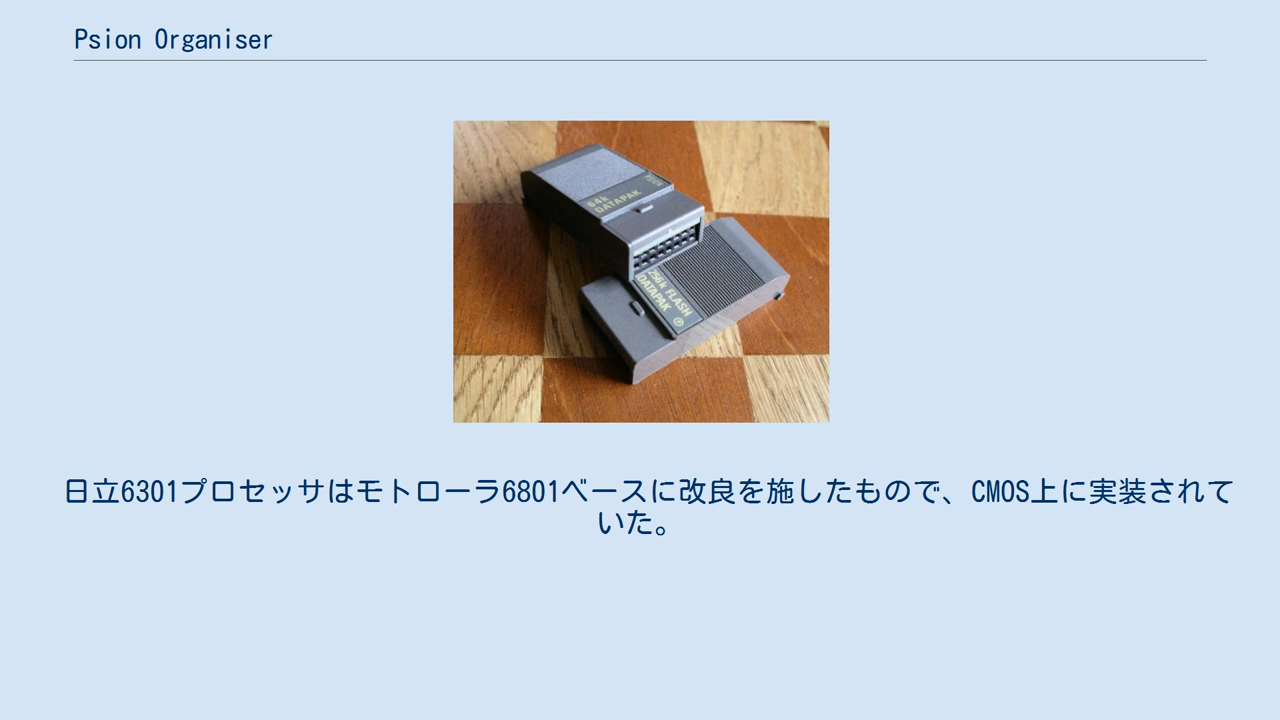 Psion Organiser
64k
DATAPAK
256k FLASH
DATAPAK
日立6301プロセッサはモトローラ6801ベースに改良を施したもので、CMOS上に実装されて
いた。